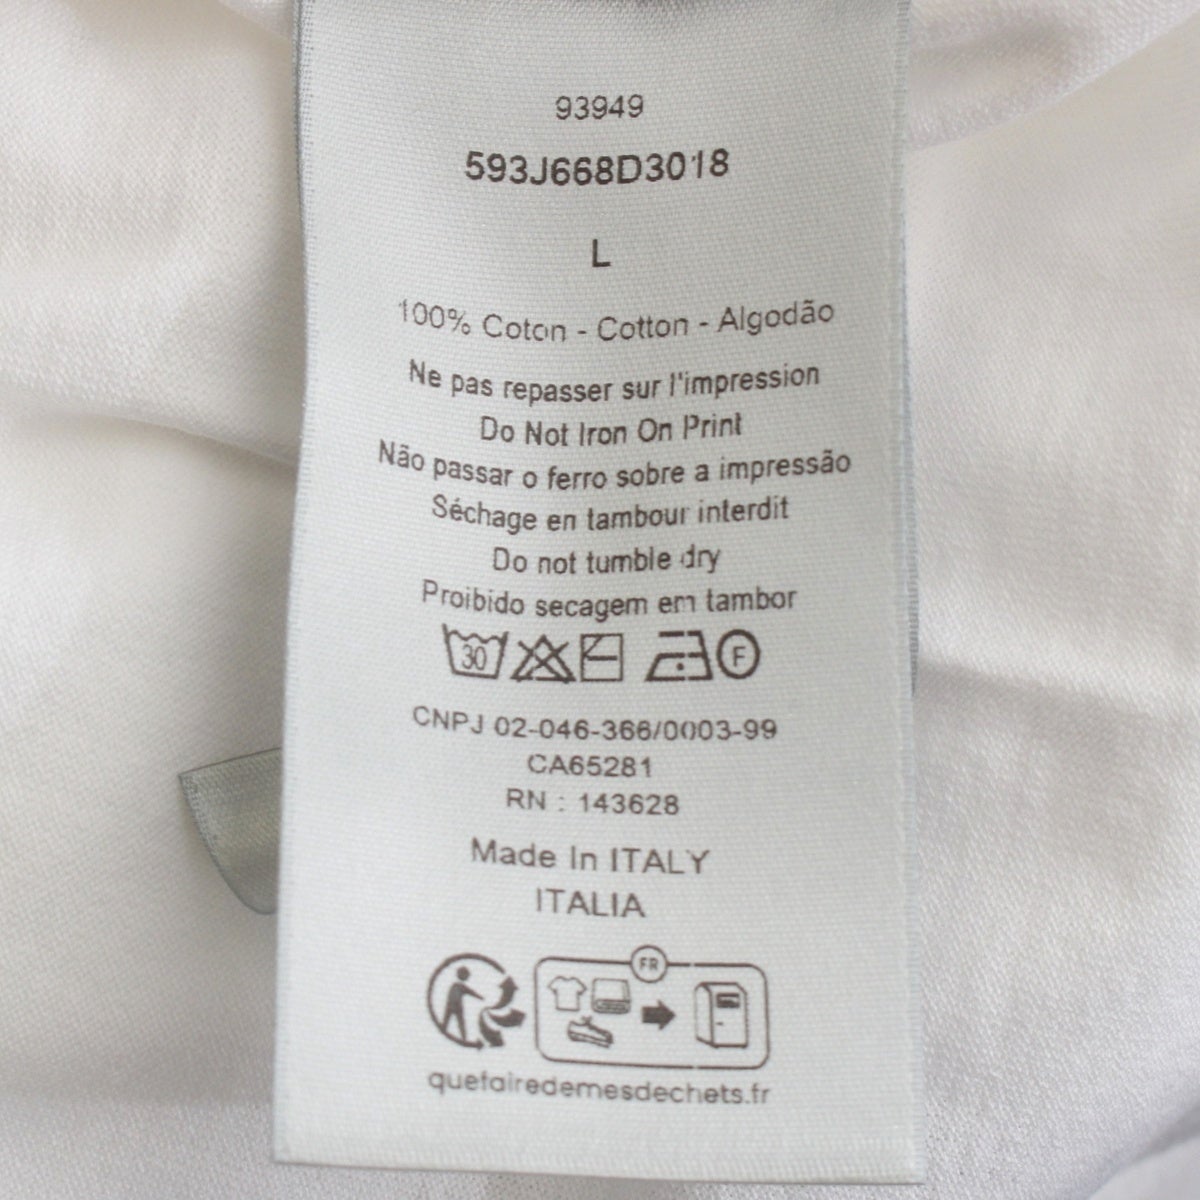 93949
593J668D3018
L
100% Coton - Cotton - Algodão
Ne pas repasser sur l'impression
Do Not Iron On Print
Não passar o ferro sobre a impressão
Séchage en tambour interdit
Do not tumble dry
Proibido secagem em tambor
30 F
CNPJ 02-046-366/0003-99
CA65281
RN : 143628
Made In ITALY
ITALIA
FR
quefairedemesdechets.fr